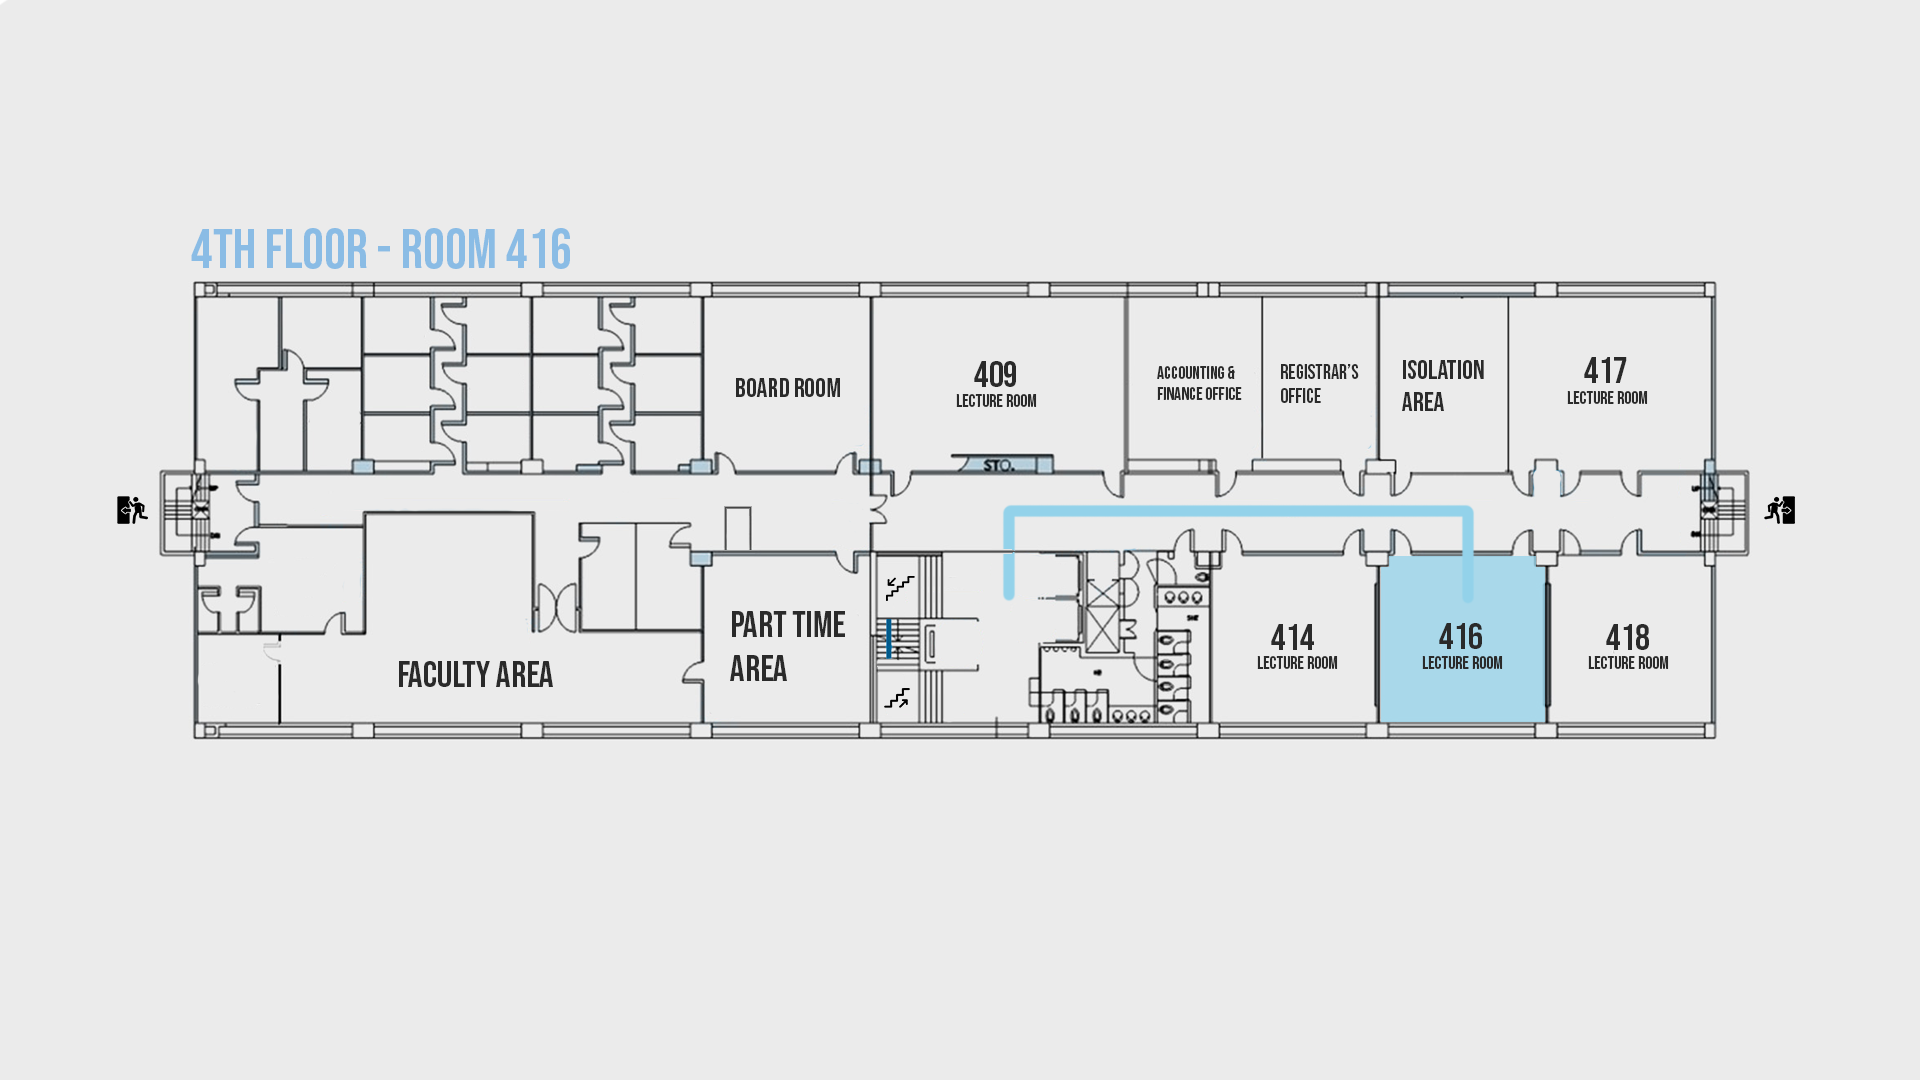 4TH FLOOR - ROOM 416
BOARD ROOM
409
LECTURE ROOM
ACCOUNTING &
FINANCE OFFICE
REGISTRAR'S
OFFICE
ISOLATION
AREA
417
LECTURE ROOM
STO.
FACULTY AREA
PART TIME
AREA
414
LECTURE ROOM
416
LECTURE ROOM
418
LECTURE ROOM